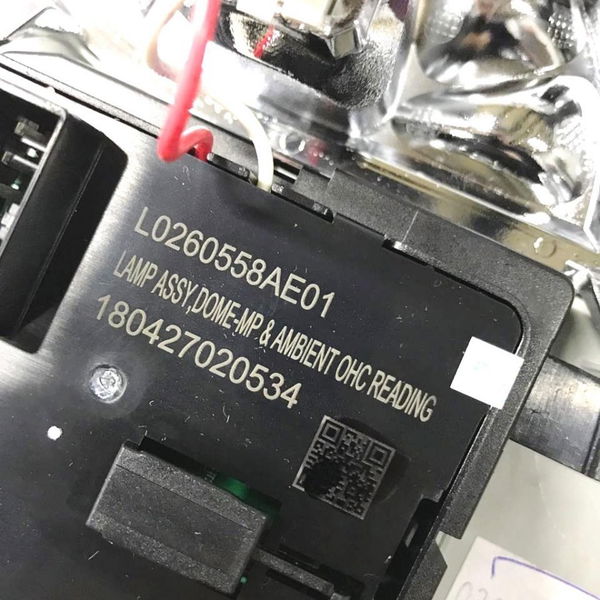 L0260558AE01
LAMP ASSY,DOME-MP & AMBIENT OHC READING
180427020534